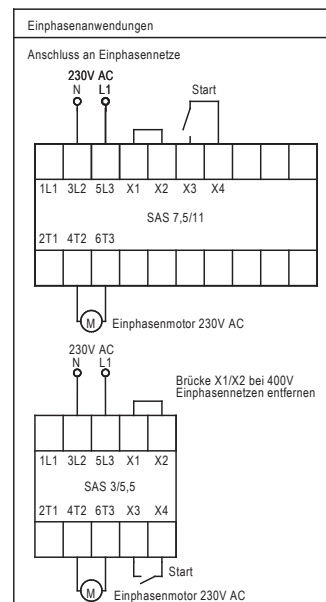 Einphasenanwendungen
Anschluss an Einphasennetze
230V AC
N L1
Start
1L1 3L2 5L3 X1 X2 X3 X4
SAS 7,5/11
2T1 4T2 6T3
M
Einphasenmotor 230V AC
230V AC
N L1
Brücke X1/X2 bei 400V
Einphasennetzen entfernen
1L1 3L2 5L3 X1 X2
SAS 3/5,5
2T1 4T2 6T3 X3 X4
Start
M
Einphasenmotor 230V AC